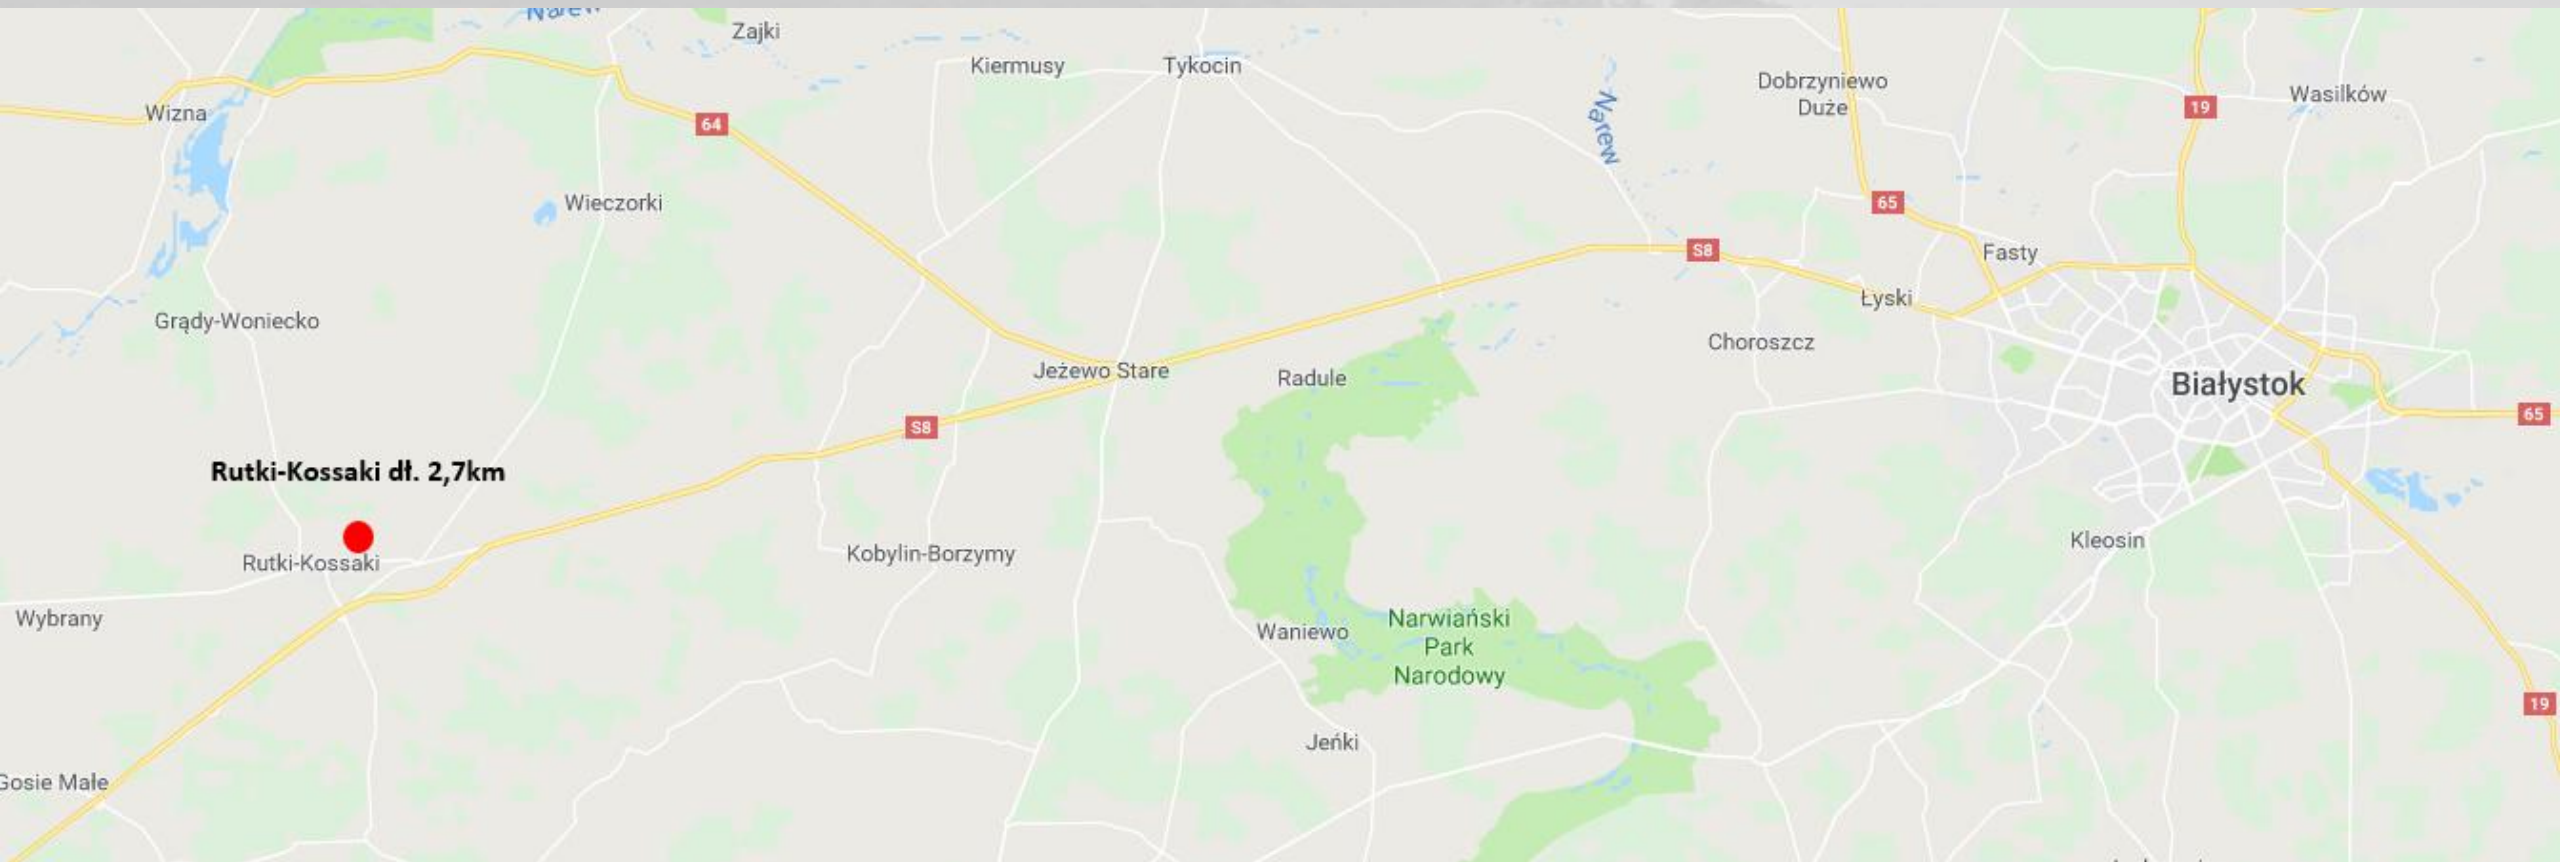 Narew
Zajki
Kiermusy
Tykocin
Dobrzyniewo
Duże
Wasilków
19
Wizna
64
Narew
Wieczorki
65
S8
Fasty
Łyski
Grądy-Woniecko
Choroszcz
Jeżewo Stare
Radule
Białystok
65
S8
Rutki-Kossaki dł. 2,7km
Kleosin
Kobylin-Borzymy
Rutki-Kossaki
Wybrany
Narwiański
Park
Narodowy
Waniewo
19
Jeńki
Gosie Małe